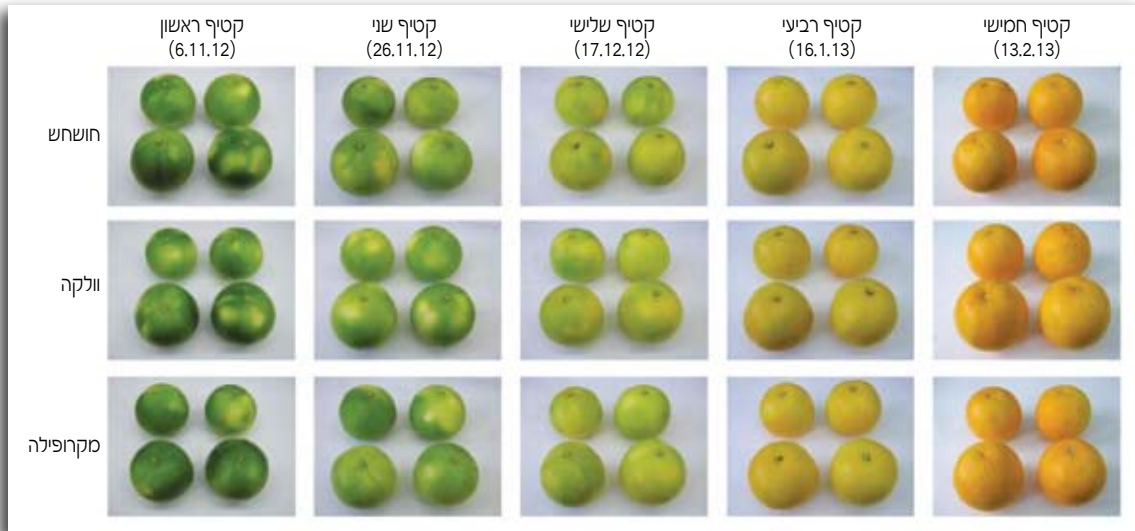 קטיף ראשון
(6.11.12)
קטיף שני
(26.11.12)
קטיף שלישי
(17.12.12)
קטיף רביעי
(16.1.13)
קטיף חמישי
(13.2.13)
חושחש
וולקה
מקרופילה